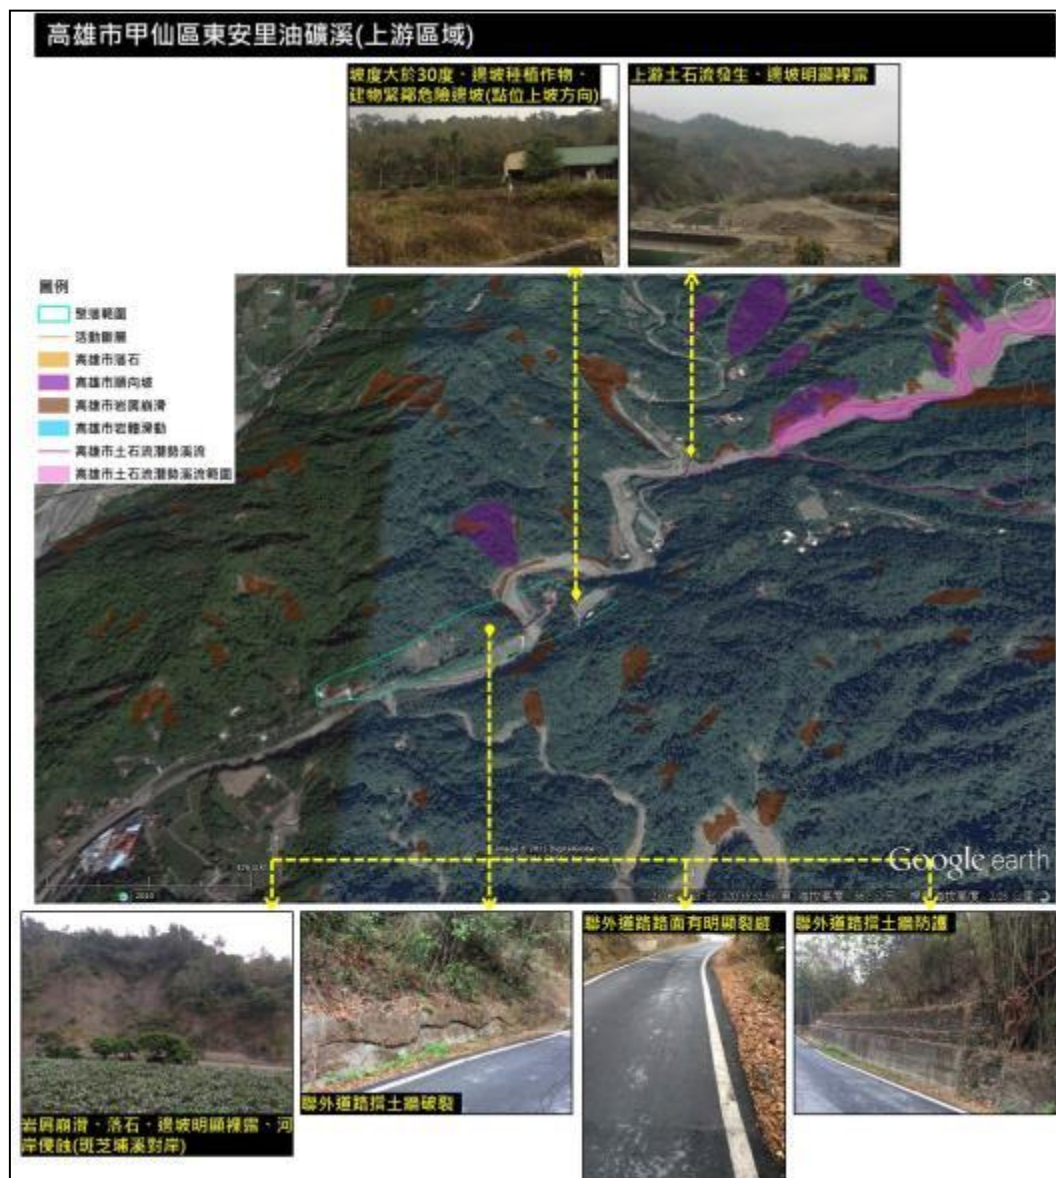 高雄市甲仙區東安里油礦溪(上游區域)
坡度大於30度、邊坡種植作物、
建物緊鄰危險邊坡(點位上坡方向)
上游土石流發生、邊坡明顯裸露
圖例
聚落範圍
活動斷層
高雄市落石
高雄市順向坡
高雄市岩屑崩滑
高雄市岩體滑動
高雄市土石流潛勢溪流
高雄市土石流潛勢溪流範圍
Google earth
2010
岩屑崩滑、落石、邊坡明顯裸露、河
岸侵蝕(斑芝埔溪對岸)
聯外道路擋土牆破裂
聯外道路路面有明顯裂縫
聯外道路擋土牆防護